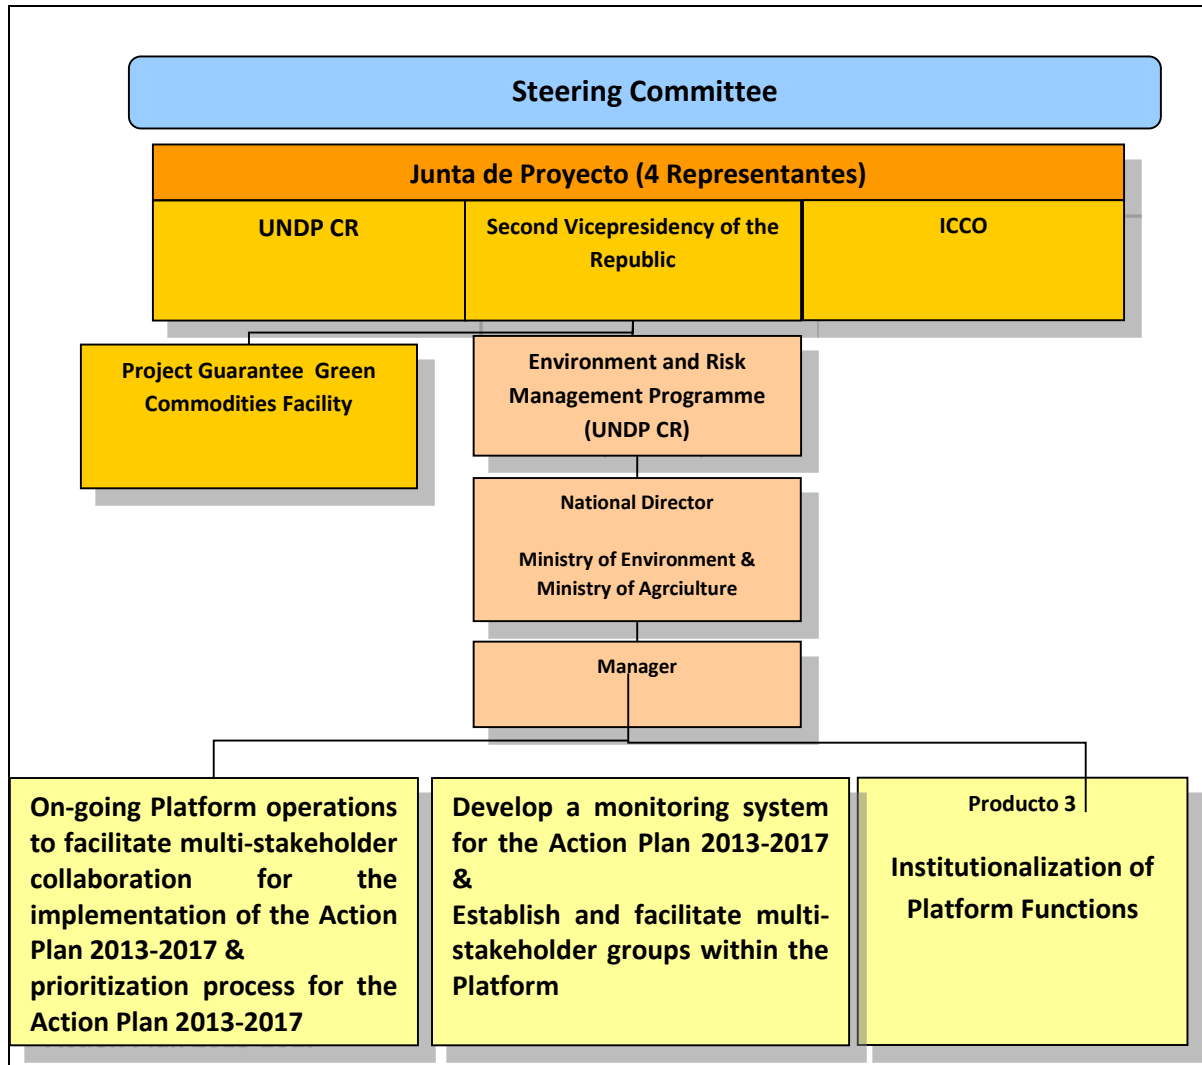 Steering Committee
Junta de Proyecto (4 Representantes)
UNDP CR
Second Vicepresidency of the
Republic
ICCO
Project Guarantee Green
Commodities Facility
Environment and Risk
Management Programme
(UNDP CR)
National Director
Ministry of Environment &
Ministry of Agrciulture
Manager
On-going Platform operations
to facilitate multi-stakeholder
collaboration for the
implementation of the Action
Plan 2013-2017 &
prioritization process for the
Action Plan 2013-2017
Develop a monitoring system
for the Action Plan 2013-2017
&
Establish and facilitate multi-
stakeholder groups within the
Platform
Producto 3
Institutionalization of
Platform Functions